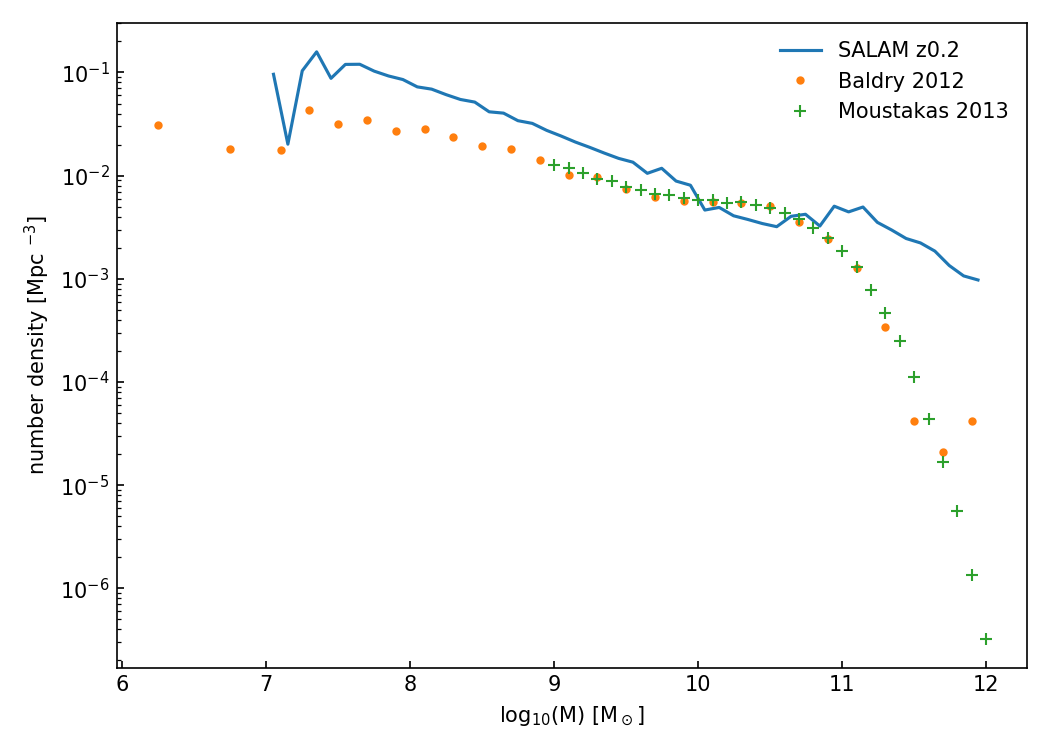 SALAM z0.2
Baldry 2012
Moustakas 2013
number density [Mpc⁻³]
10⁻¹
10⁻²
10⁻³
10⁻⁴
10⁻⁵
10⁻⁶
6 7 8 9 10 11 12
log₁₀(M) [M⊙]